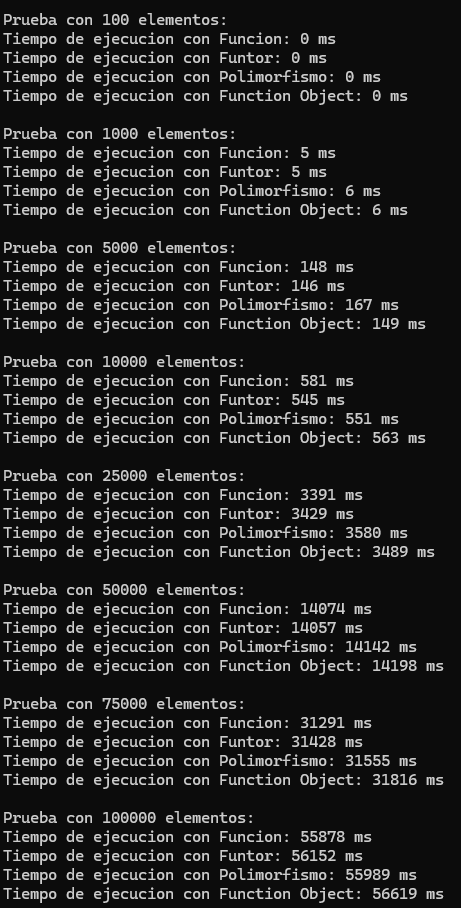 Prueba con 100 elementos:
Tiempo de ejecucion con Funcion: 0 ms
Tiempo de ejecucion con Funtor: 0 ms
Tiempo de ejecucion con Polimorfismo: 0 ms
Tiempo de ejecucion con Function Object: 0 ms

Prueba con 1000 elementos:
Tiempo de ejecucion con Funcion: 5 ms
Tiempo de ejecucion con Funtor: 5 ms
Tiempo de ejecucion con Polimorfismo: 6 ms
Tiempo de ejecucion con Function Object: 6 ms

Prueba con 5000 elementos:
Tiempo de ejecucion con Funcion: 148 ms
Tiempo de ejecucion con Funtor: 146 ms
Tiempo de ejecucion con Polimorfismo: 167 ms
Tiempo de ejecucion con Function Object: 149 ms

Prueba con 10000 elementos:
Tiempo de ejecucion con Funcion: 581 ms
Tiempo de ejecucion con Funtor: 545 ms
Tiempo de ejecucion con Polimorfismo: 551 ms
Tiempo de ejecucion con Function Object: 563 ms

Prueba con 25000 elementos:
Tiempo de ejecucion con Funcion: 3391 ms
Tiempo de ejecucion con Funtor: 3429 ms
Tiempo de ejecucion con Polimorfismo: 3580 ms
Tiempo de ejecucion con Function Object: 3489 ms

Prueba con 50000 elementos:
Tiempo de ejecucion con Funcion: 14074 ms
Tiempo de ejecucion con Funtor: 14057 ms
Tiempo de ejecucion con Polimorfismo: 14142 ms
Tiempo de ejecucion con Function Object: 14198 ms

Prueba con 75000 elementos:
Tiempo de ejecucion con Funcion: 31291 ms
Tiempo de ejecucion con Funtor: 31428 ms
Tiempo de ejecucion con Polimorfismo: 31555 ms
Tiempo de ejecucion con Function Object: 31816 ms

Prueba con 100000 elementos:
Tiempo de ejecucion con Funcion: 55878 ms
Tiempo de ejecucion con Funtor: 56152 ms
Tiempo de ejecucion con Polimorfismo: 55989 ms
Tiempo de ejecucion con Function Object: 56619 ms